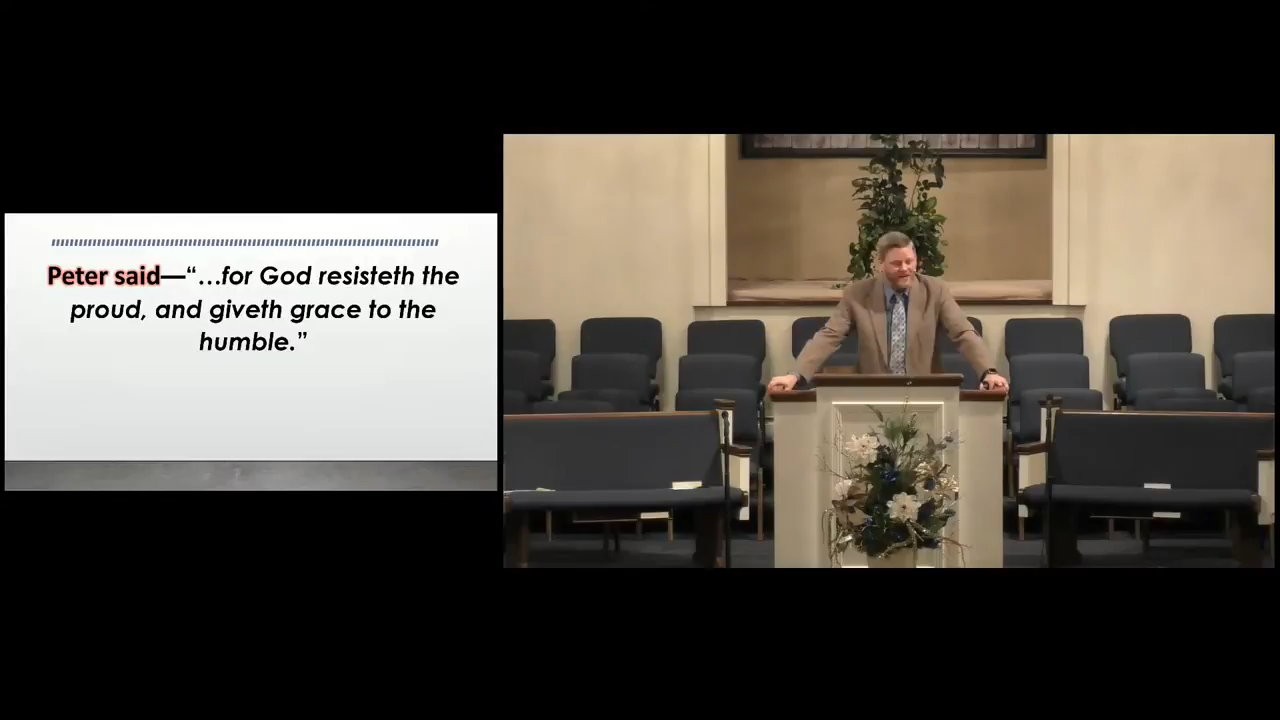 Peter said—“…for God resisteth the
proud, and giveth grace to the
humble.”